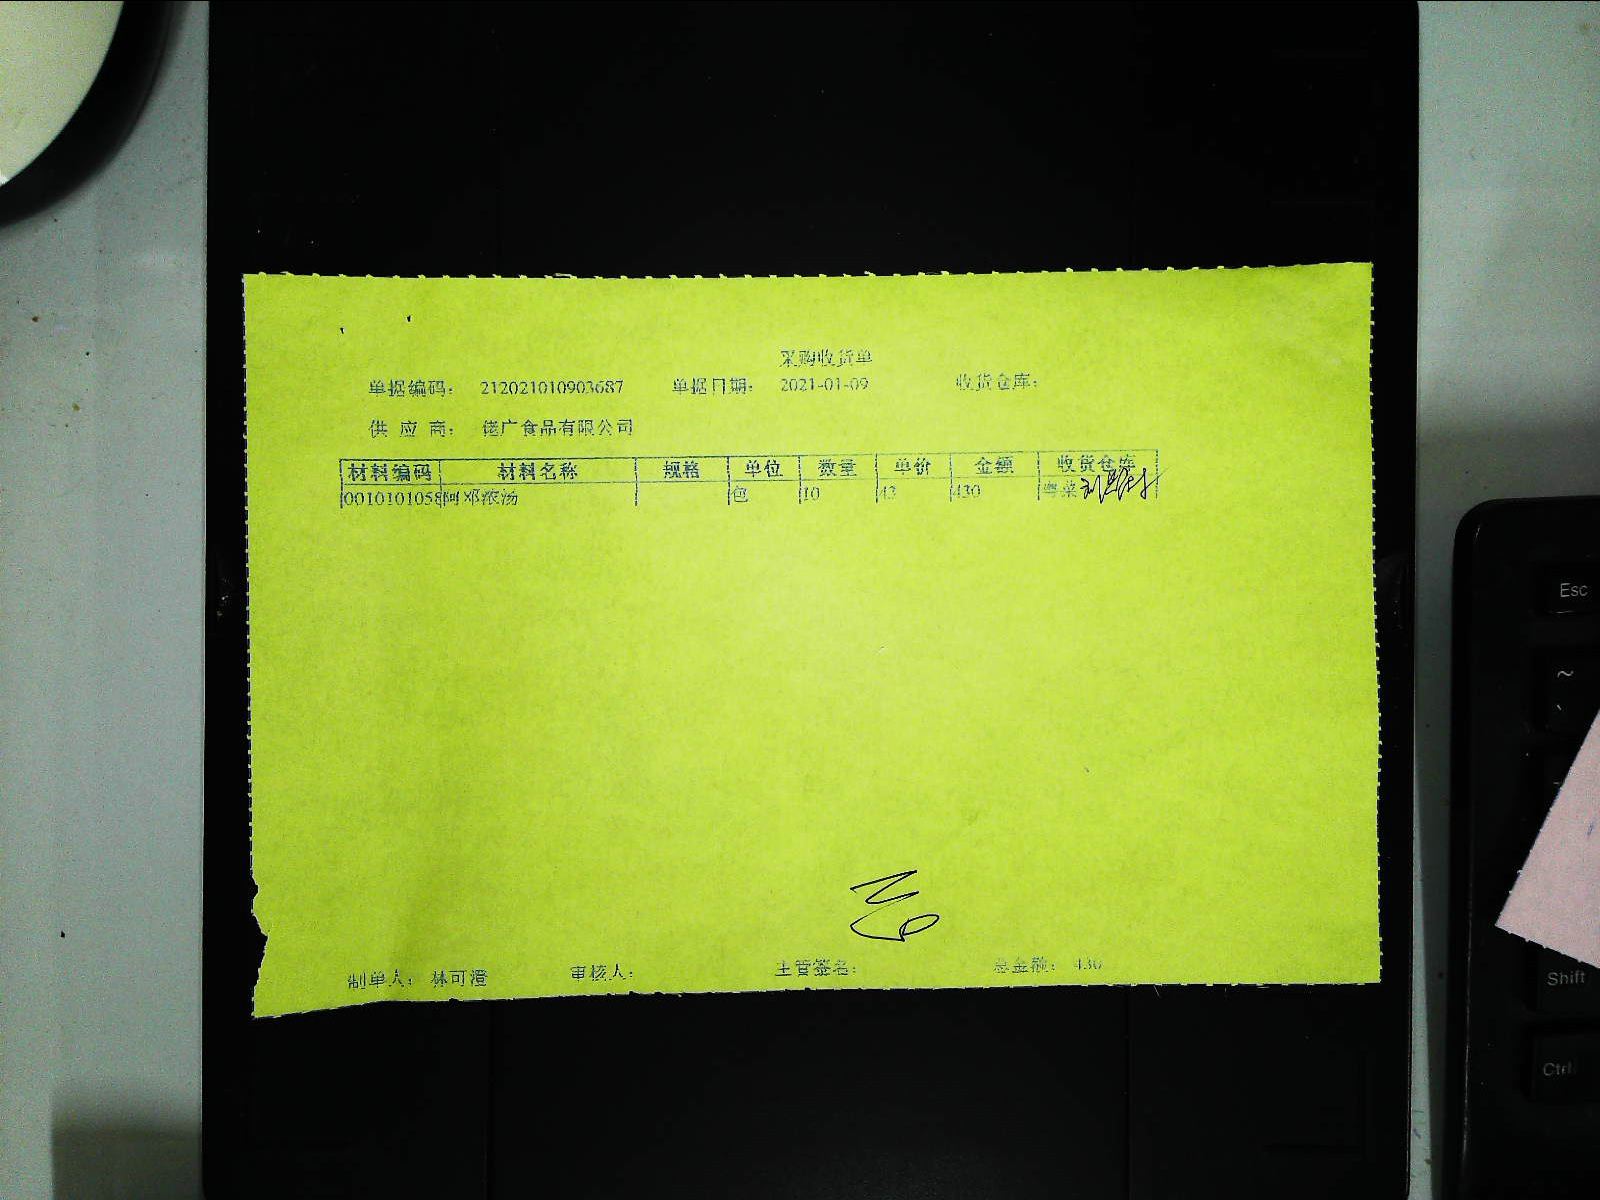 采购收货单
单据编码： 212021010903687 单据日期： 2021-01-09 收货仓库：
供 应 商： 佬广食品有限公司
材料编码 材料名称 规格 单位 数量 单价 金额 收货仓库
0010101058 阿邓浓汤 包 10 43 430 粤菜
制单人： 林可澄 审核人： 主管签名： 总金额： 430
Esc
~
Shift
Ctrl